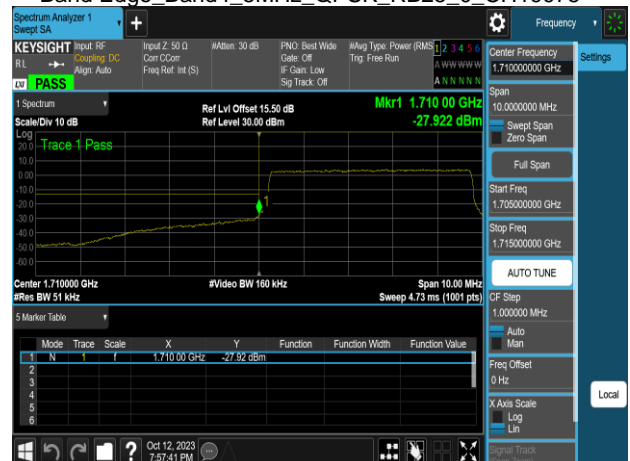 Spectrum Analyzer 1
Swept SA
Frequency
KEYSIGHT Input: RF Input Z: 50 Ω #Atten: 30 dB PNO: Best Wide #Avg Type: Power (RMS) 1 2 3 4 5 6
RL Coupling: DC Corr CCorr Gate: Off Trig: Free Run A W W W W W
Align: Auto Freq Ref: Int (S) IF Gain: Low
LXI PASS Sig Track: Off A N N N N N
1 Spectrum
Ref Lvl Offset 15.50 dB Mkr1 1.710 00 GHz
Scale/Div 10 dB Ref Level 30.00 dBm -27.922 dBm
Log
Trace 1 Pass
20.0
10.0
0.00
-10.0
-20.0
-30.0
-40.0
-50.0
-60.0
1
Center 1.710000 GHz #Video BW 160 kHz Span 10.00 MHz
#Res BW 51 kHz Sweep 4.73 ms (1001 pts)
5 Marker Table
Mode Trace Scale X Y Function Function Width Function Value
1 N 1 f 1.710 00 GHz -27.92 dBm
2
3
4
5
6
Oct 12, 2023
7:57:41 PM
Center Frequency
1.710000000 GHz
Settings
Span
10.0000000 MHz
Swept Span
Zero Span
Full Span
Start Freq
1.705000000 GHz
Stop Freq
1.715000000 GHz
AUTO TUNE
CF Step
1.000000 MHz
Auto
Man
Freq Offset
0 Hz
X Axis Scale
Log
Lin
Local
Signal Track